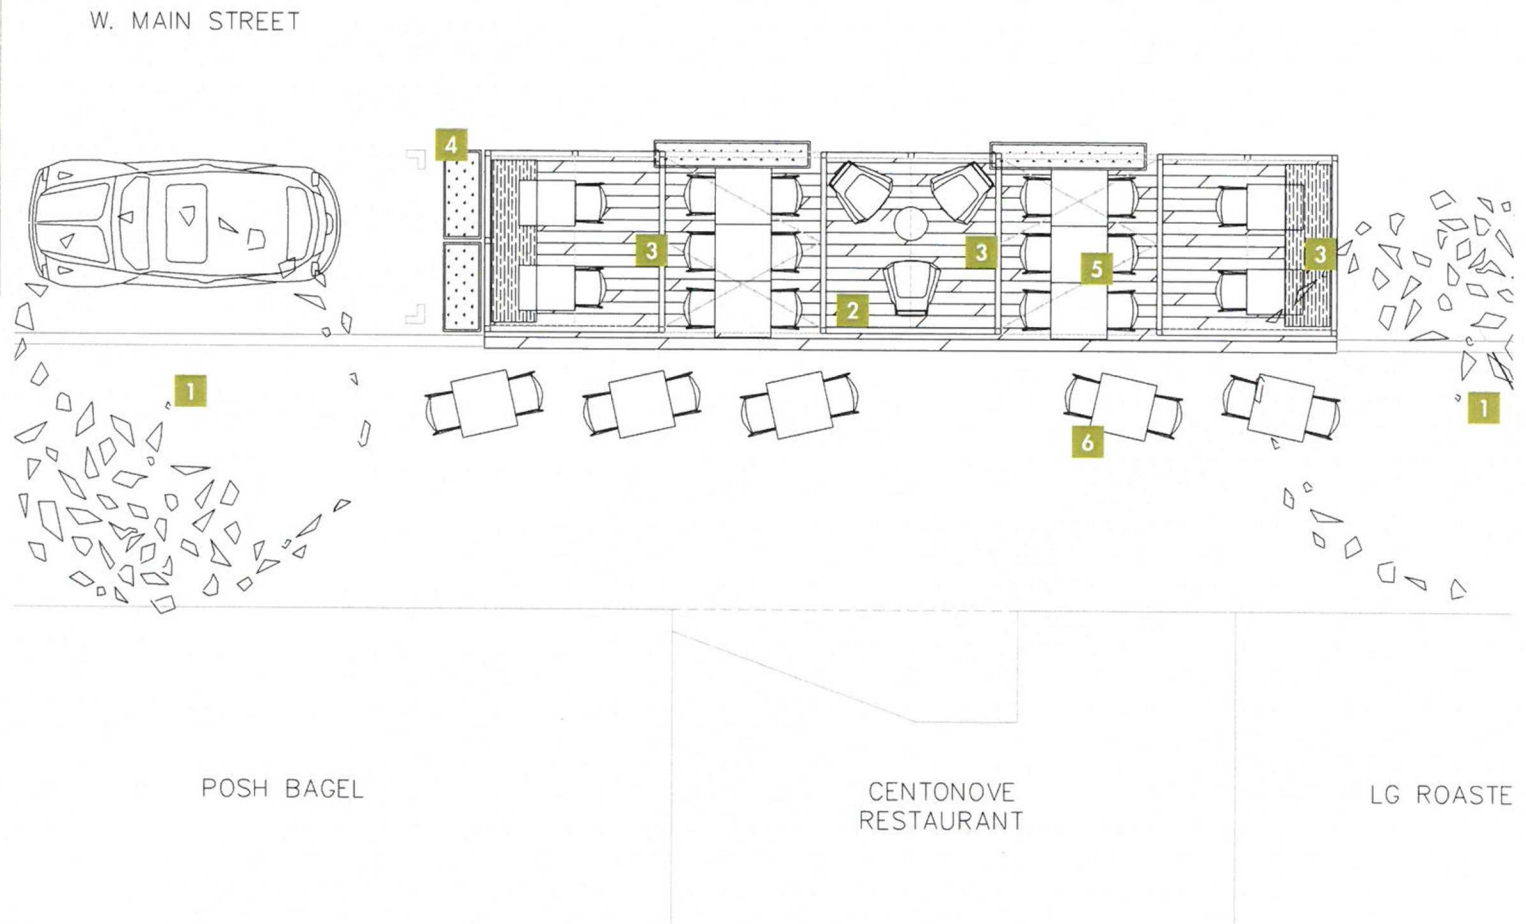 W. MAIN STREET
4
3
3
3
5
2
1
1
6
POSH BAGEL
CENTONOVE
RESTAURANT
LG ROASTE